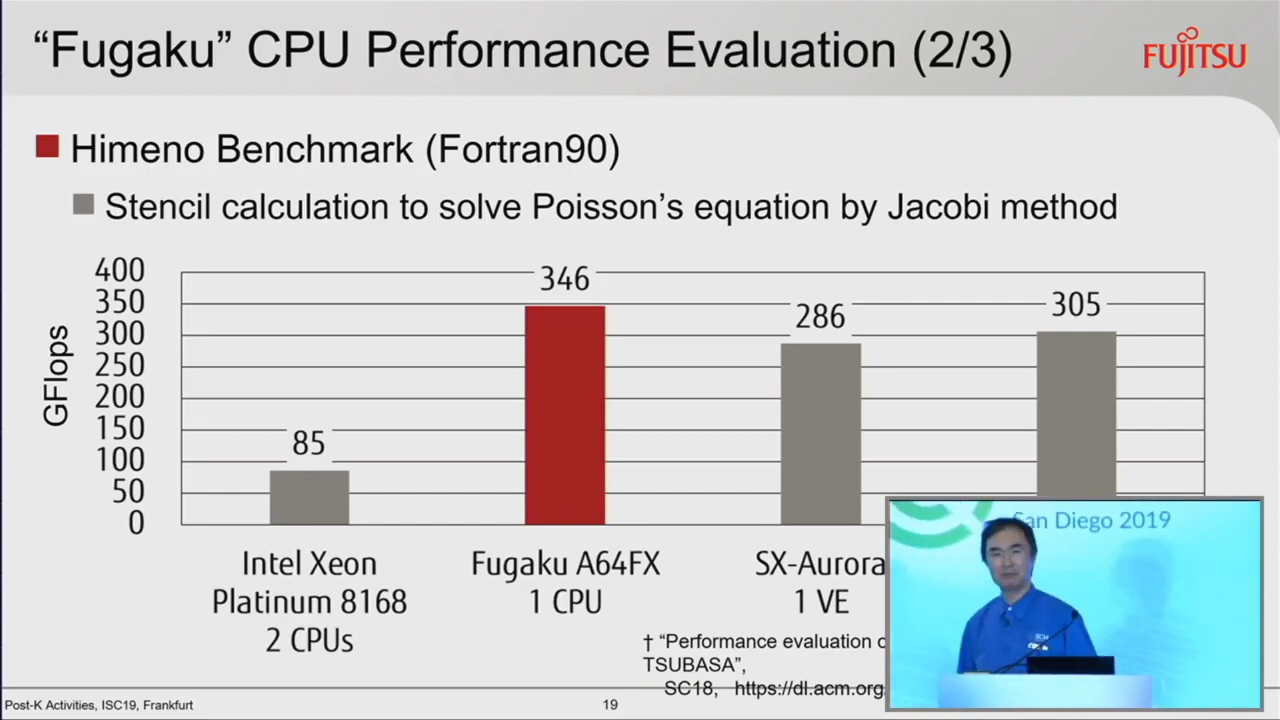 “Fugaku” CPU Performance Evaluation (2/3)
FUJITSU
Himeno Benchmark (Fortran90)
Stencil calculation to solve Poisson’s equation by Jacobi method
GFlops
400
350
300
250
200
150
100
50
0
85
346
286
305
Intel Xeon
Platinum 8168
2 CPUs
Fugaku A64FX
1 CPU
SX-Aurora
1 VE
† “Performance evaluation
TSUBASA”,
SC18, https://dl.acm.org
San Diego 2019
Post-K Activities, ISC19, Frankfurt
19